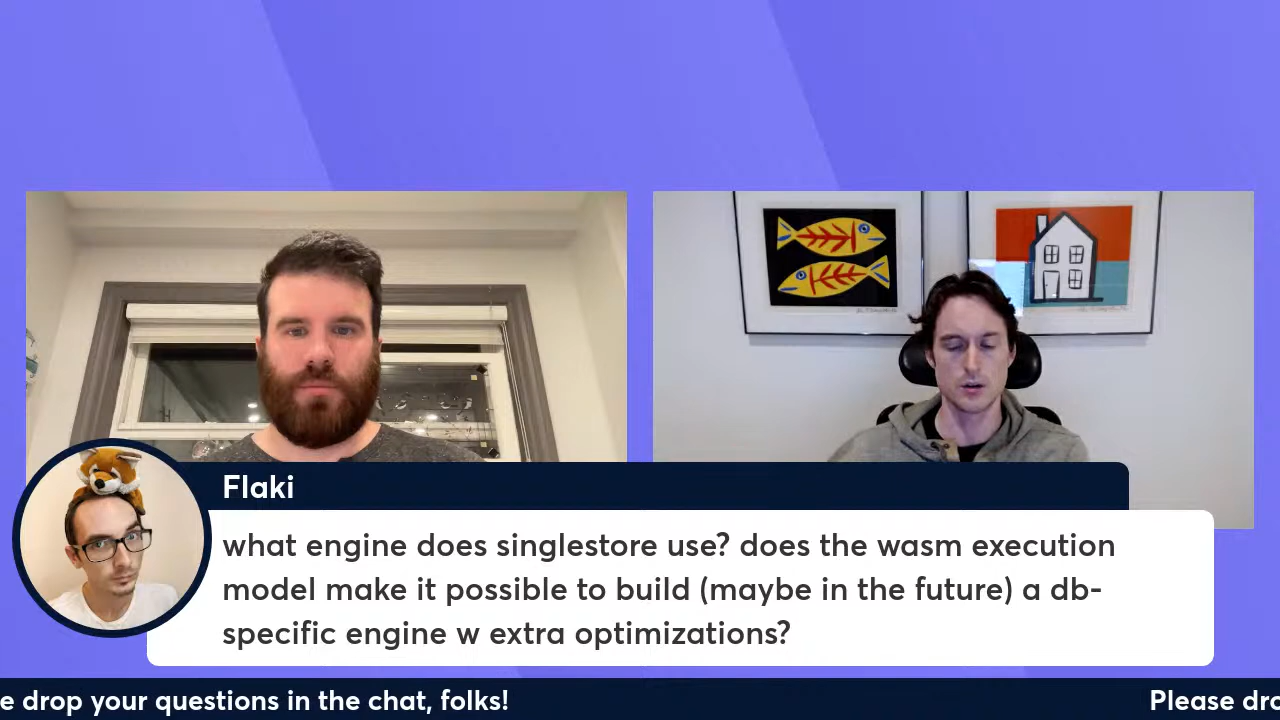 Flaki
what engine does singlestore use? does the wasm execution
model make it possible to build (maybe in the future) a db-
specific engine w extra optimizations?
e drop your questions in the chat, folks!
Please dro